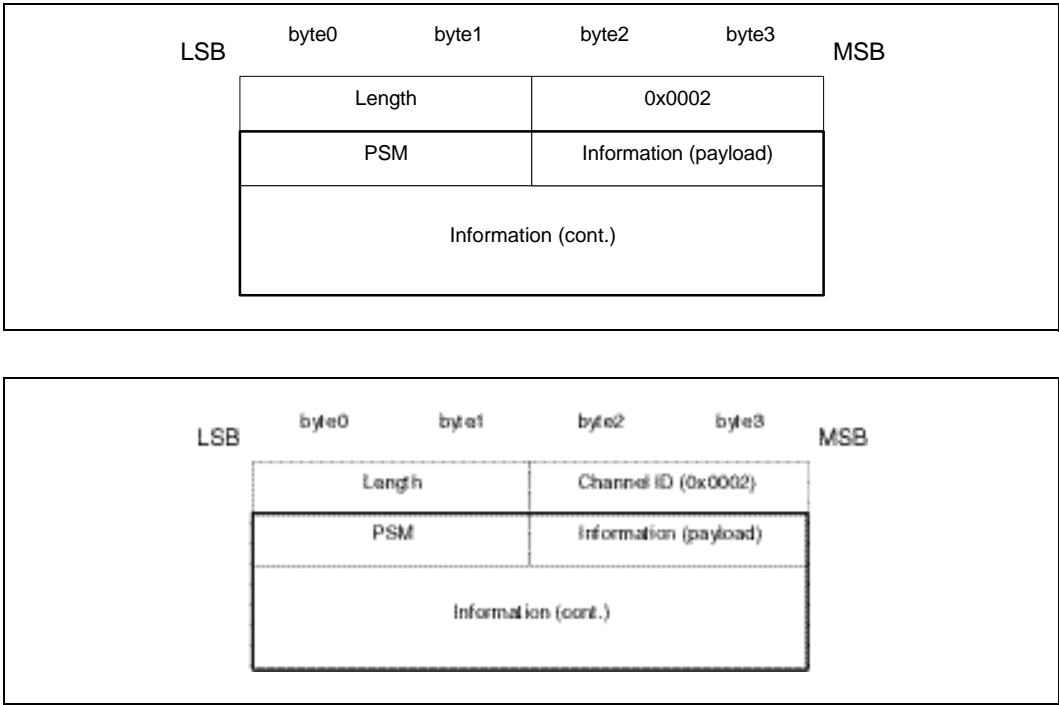 byte0 byte1 byte2 byte3
LSB MSB
Length 0x0002
PSM Information (payload)
Information (cont.)
byte0 byte1 byte2 byte3
LSB MSB
Length Channel ID (0x0002)
PSM Information (payload)
Information (cont.)